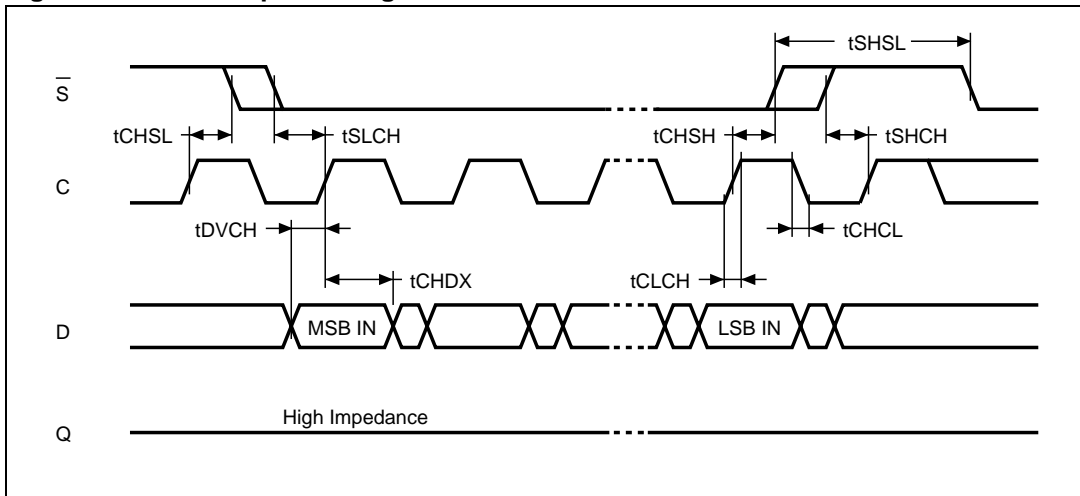 tSHSL
S
tCHSL
tSLCH
tCHSH
tSHCH
C
tDVCH
tCHCL
tCHDX
tCLCH
D
MSB IN
LSB IN
High Impedance
Q